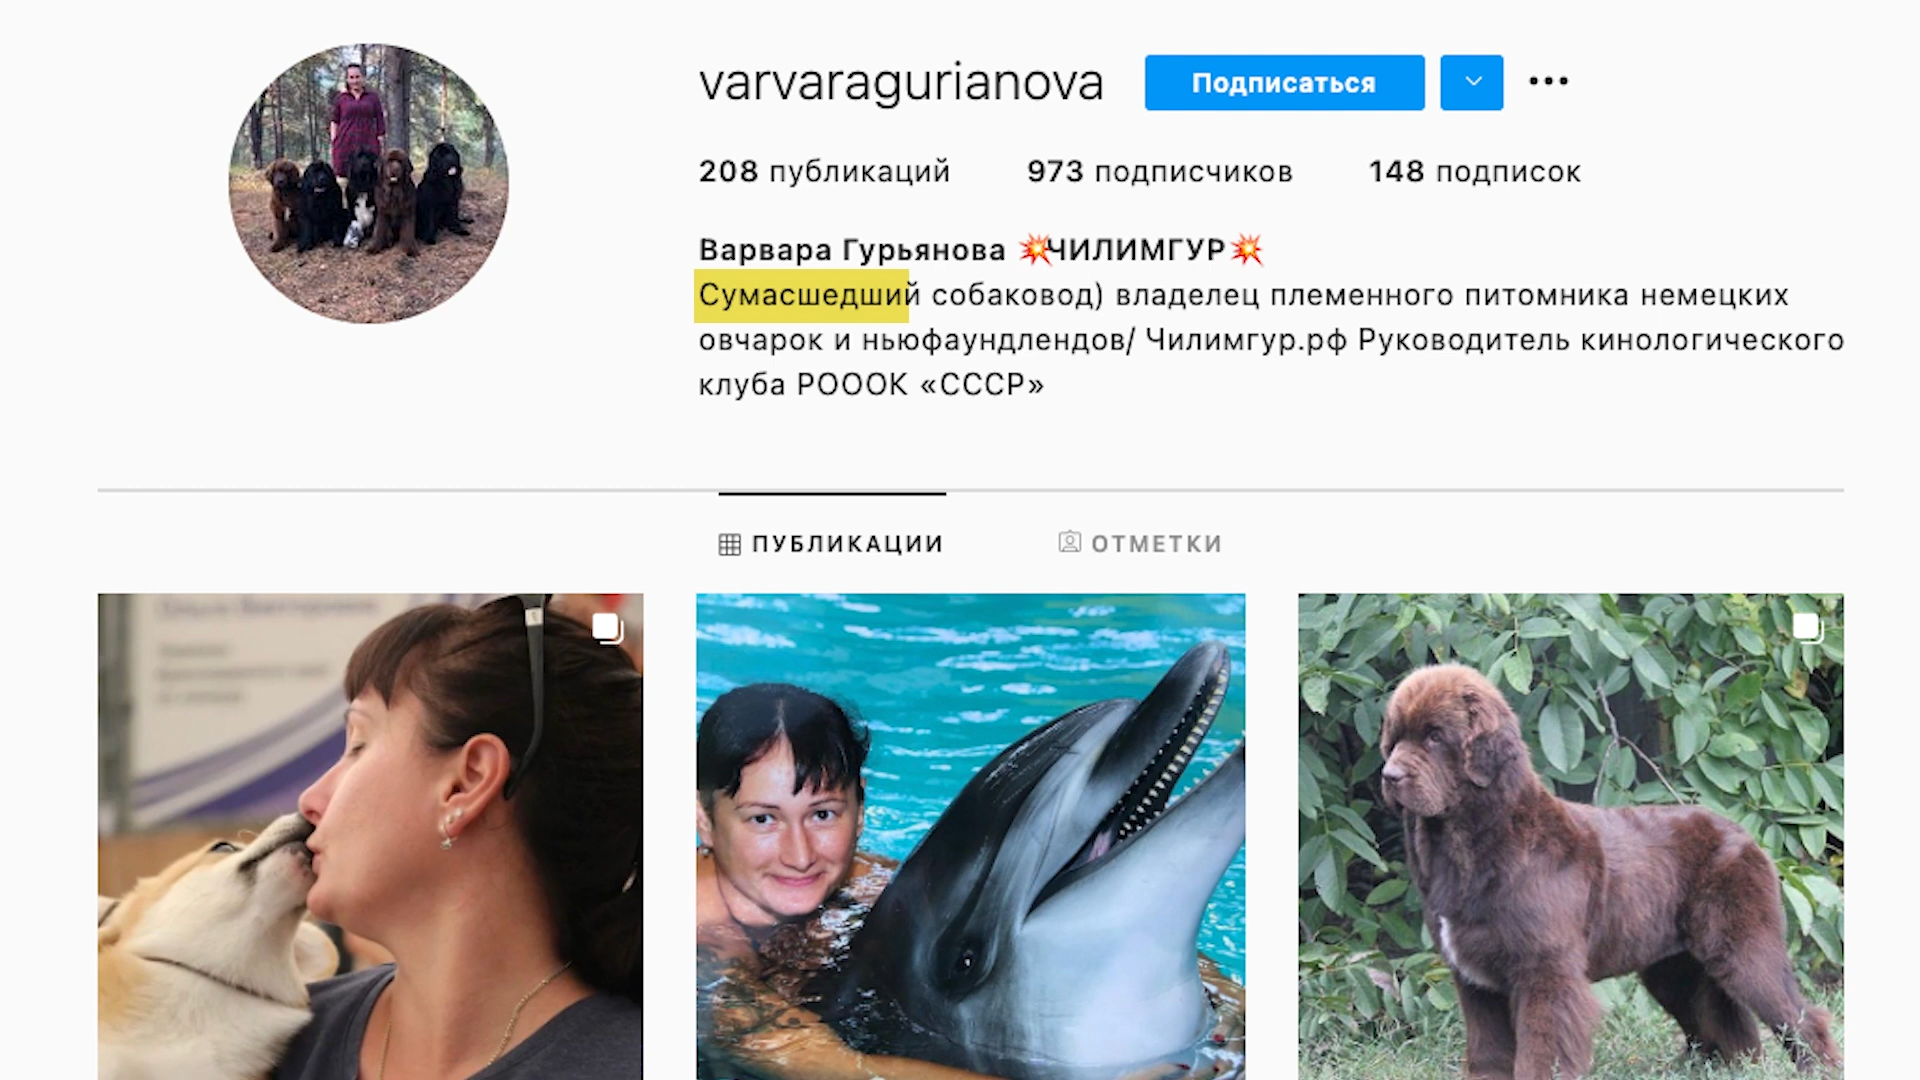 varvaragurianova
Подписаться
208 публикаций 973 подписчиков 148 подписок
Варвара Гурьянова 💥ЧИЛИМГУР💥
Сумасшедший собаковод) владелец племенного питомника немецких
овчарок и ньюфаундлендов/ Чилимгур.рф Руководитель кинологического
клуба РОООК «СССР»
ПУБЛИКАЦИИ ОТМЕТКИ